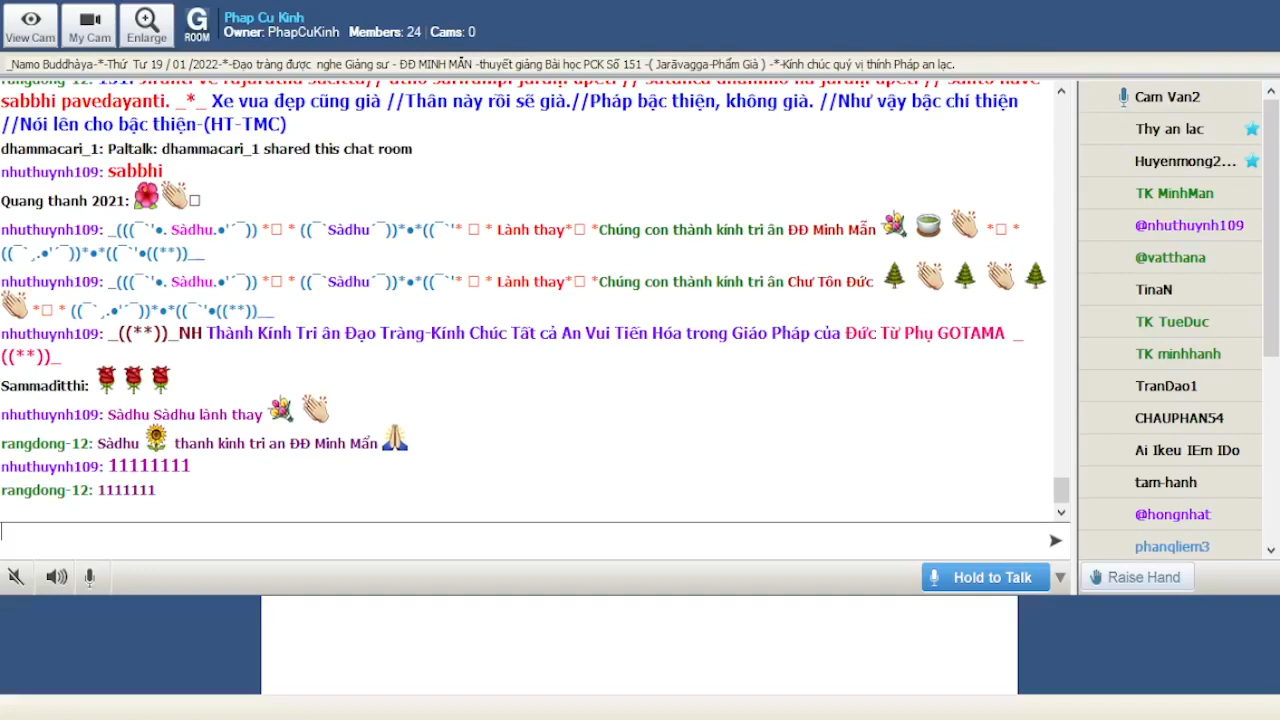 View Cam
My Cam
Enlarge
G
ROOM
Phap Cu Kinh
Owner: PhapCuKinh Members: 24 Cams: 0
_Namo Buddhàya-*-Thứ Tư 19 / 01 /2022-*-Đạo tràng được nghe Giảng sư - ĐĐ MINH MẪN -thuyết giảng Bài học PCK Số 151 -( Jarāvagga-Phẩm Già ) -*-Kính chúc quý vị thính Pháp an lạc.
sabbhi pavedayanti. _*_ Xe vua đẹp cũng già //Thân này rồi sẽ già.//Pháp bậc thiện, không già. //Như vậy bậc chí thiện
//Nói lên cho bậc thiện-(HT-TMC)
dhammacari_1: Paltalk: dhammacari_1 shared this chat room
nhuthuynh109: sabbhi
Quang thanh 2021:
nhuthuynh109: _(((¯`'•. Sàdhu.•'´¯)) *□ * ((¯`Sàdhu´¯))*•*((¯`'* □ * Lành thay*□ *Chúng con thành kính tri ân ĐĐ Minh Mẫn *□ *
((¯`¸.•'´¯))*•*((¯`'•((**))__
nhuthuynh109: _(((¯`'•. Sàdhu.•'´¯)) *□ * ((¯`Sàdhu´¯))*•*((¯`'* □ * Lành thay*□ *Chúng con thành kính tri ân Chư Tôn Đức
*□ * ((¯`¸.•'´¯))*•*((¯`'•((**))__
nhuthuynh109: _((**))_NH Thành Kính Tri ân Đạo Tràng-Kính Chúc Tất cả An Vui Tiến Hóa trong Giáo Pháp của Đức Từ Phụ GOTAMA _
((**))_
Sammadïtthi:
nhuthuynh109: Sàdhu Sàdhu lành thay
rangdong-12: Sàdhu thanh kinh tri an ĐĐ Minh Mẩn
nhuthuynh109: 11111111
rangdong-12: 1111111
Hold to Talk
Cam Van2
Thy an lac
Huyenmong2...
TK MinhMan
@nhuthuynh109
@vatthana
TinaN
TK TueDuc
TK minhhanh
TranDao1
CHAUPHAN54
Ai Ikeu IEm IDo
tam-hanh
@hongnhat
phanqliem3
Raise Hand